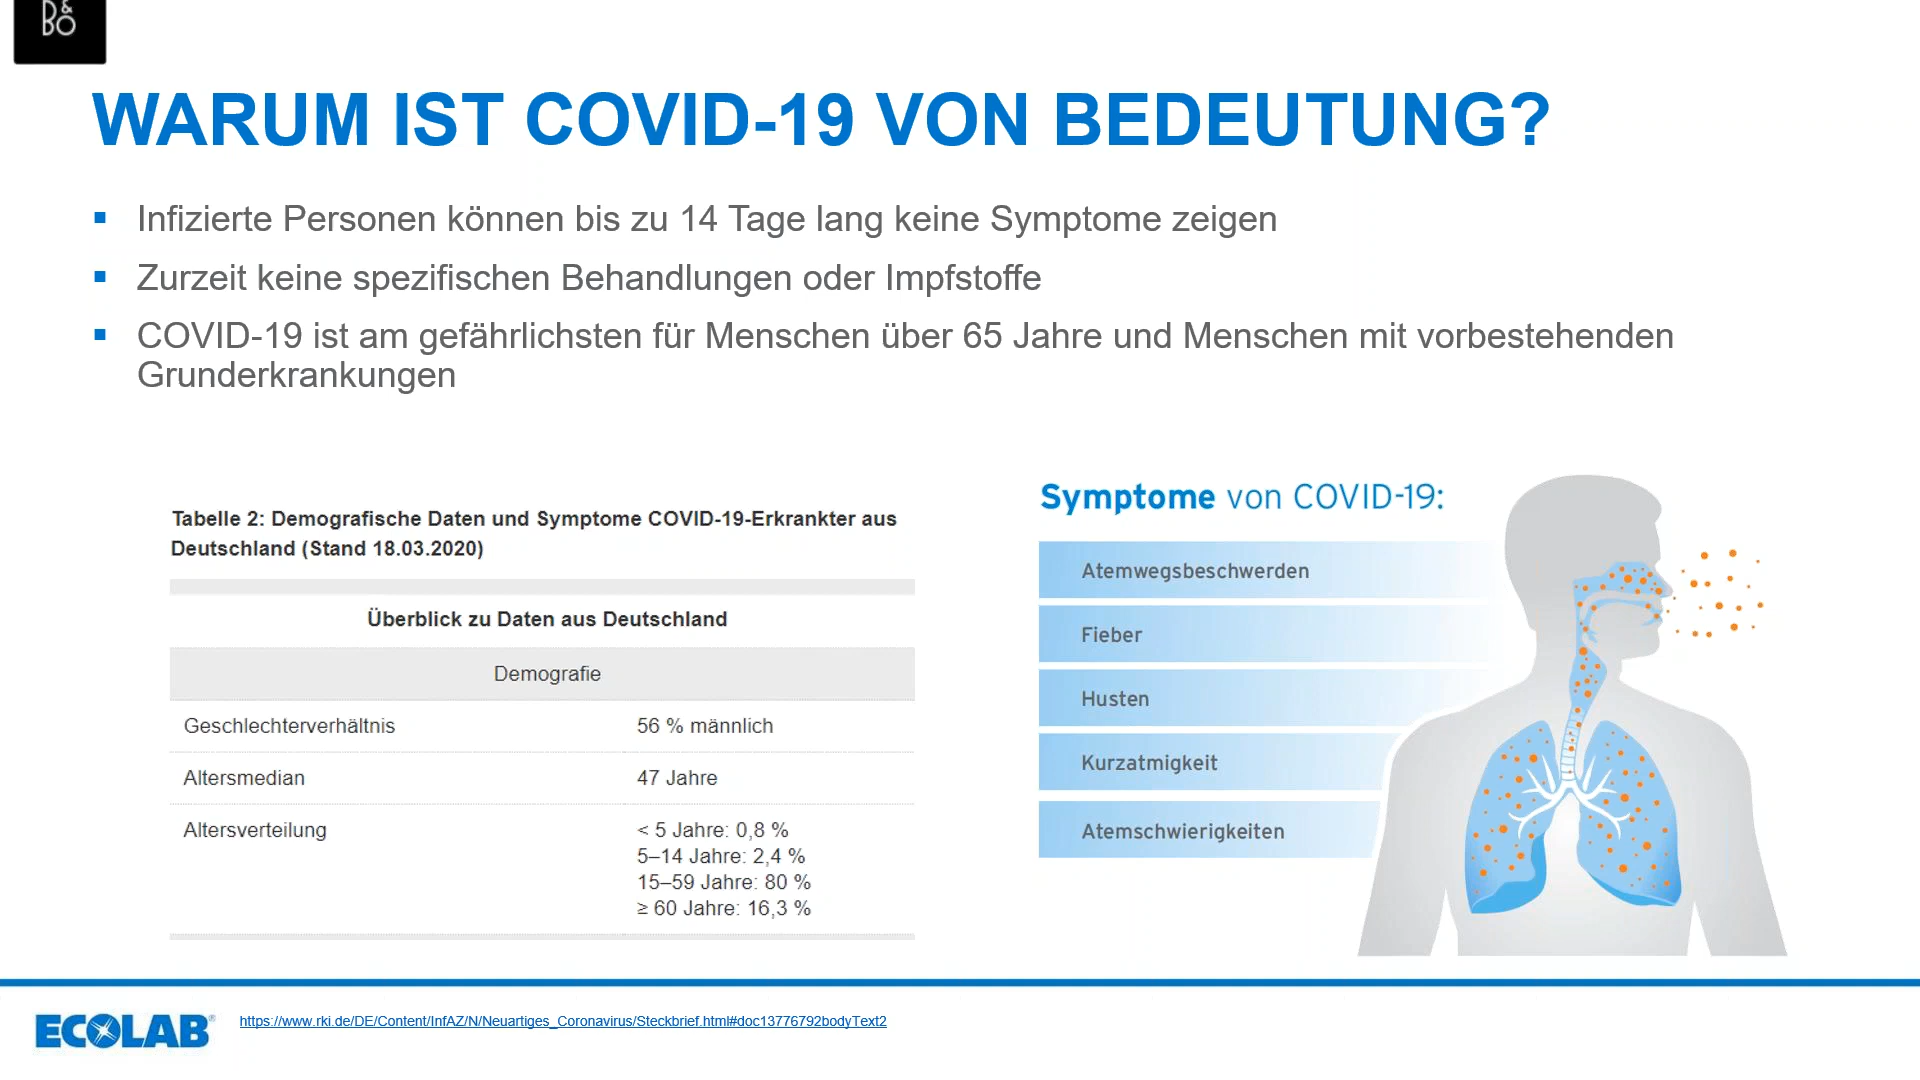 B&O
WARUM IST COVID-19 VON BEDEUTUNG?
▪ Infizierte Personen können bis zu 14 Tage lang keine Symptome zeigen
▪ Zurzeit keine spezifischen Behandlungen oder Impfstoffe
▪ COVID-19 ist am gefährlichsten für Menschen über 65 Jahre und Menschen mit vorbestehenden
Grunderkrankungen
Tabelle 2: Demografische Daten und Symptome COVID-19-Erkrankter aus
Deutschland (Stand 18.03.2020)
Überblick zu Daten aus Deutschland
Demografie
Geschlechterverhältnis 56 % männlich
Altersmedian 47 Jahre
Altersverteilung < 5 Jahre: 0,8 %
5–14 Jahre: 2,4 %
15–59 Jahre: 80 %
≥ 60 Jahre: 16,3 %
Symptome von COVID-19:
Atemwegsbeschwerden
Fieber
Husten
Kurzatmigkeit
Atemschwierigkeiten
ECOLAB®
https://www.rki.de/DE/Content/InfAZ/N/Neuartiges_Coronavirus/Steckbrief.html#doc13776792bodyText2